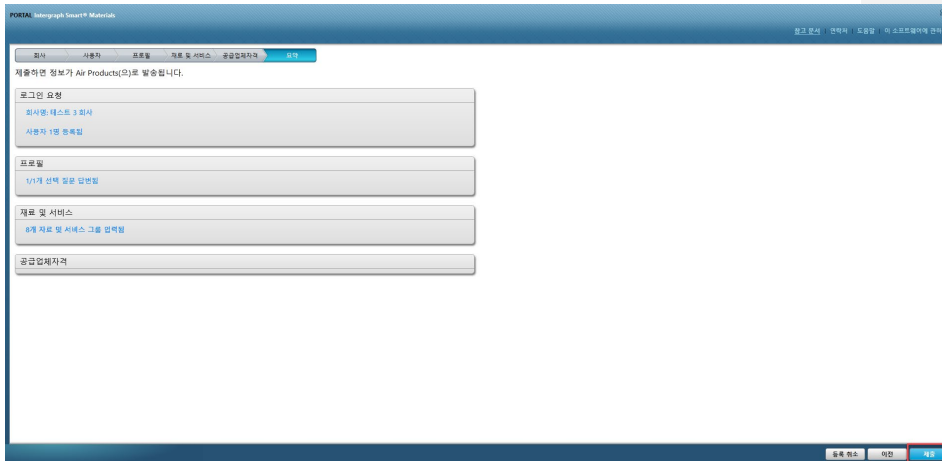 PORTAL Intergraph Smart® Materials
참고 문서 | 연락처 | 도움말 | 이 소프트웨어에 관하
회사 사용자 프로필 재료 및 서비스 공급업체자격 요약
제출하면 정보가 Air Products(으)로 발송됩니다.
로그인 요청
회사명: 테스트 3 회사
사용자 1명 등록됨
프로필
1/1개 선택 질문 답변됨
재료 및 서비스
8개 자료 및 서비스 그룹 입력됨
공급업체자격
등록 취소 이전 제출